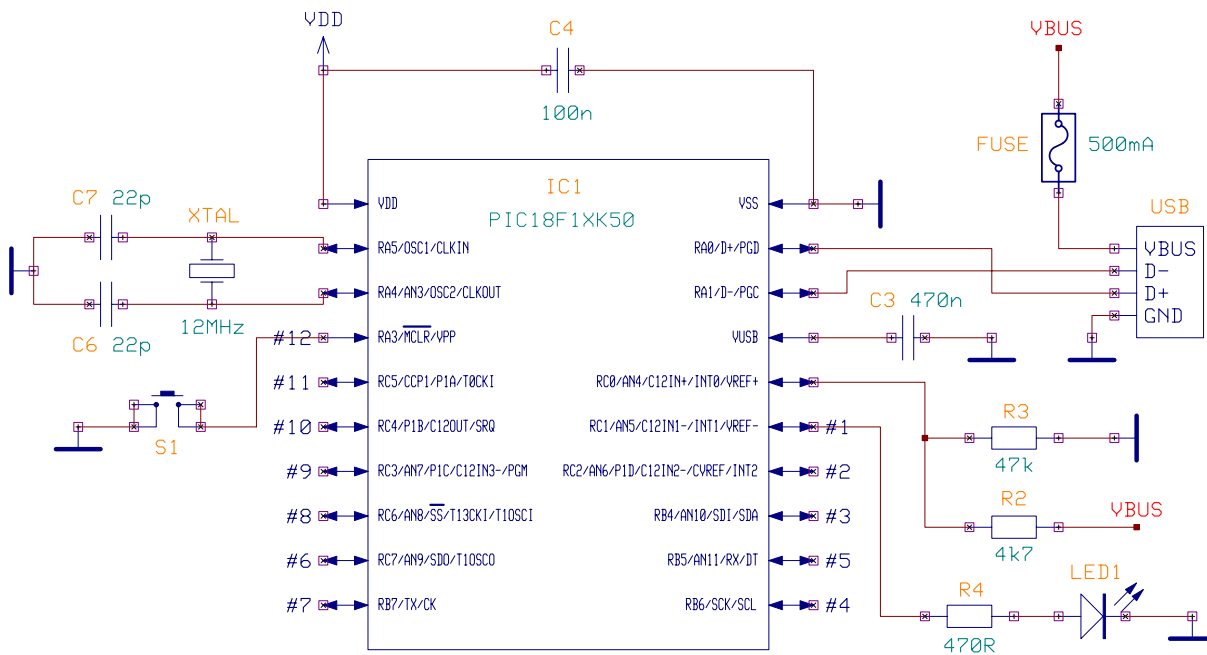 VDD
C4
VBUS
100n
FUSE
500mA
IC1
PIC18F1XK50
C7 22p
XTAL
12MHz
C6 22p
S1
USB
VBUS
D-
D+
GND
VDD
RA5/OSC1/CLKIN
RA4/AN3/OSC2/CLKOUT
#12 RA3/MCLR/VPP
#11 RC5/CCP1/P1A/T0CKI
#10 RC4/P1B/C12OUT/SRQ
#9 RC3/AN7/P1C/C12IN3-/PGM
#8 RC6/AN8/SS/T13CKI/T1OSCI
#6 RC7/AN9/SDO/T1OSCO
#7 RB7/TX/CK
VSS
RA0/D+/PGD
RA1/D-/PGC
VUSB
RC0/AN4/C12IN+/INT0/VREF+
RC1/AN5/C12IN1-/INT1/VREF- #1
RC2/AN6/P1D/C12IN2-/CVREF/INT2 #2
RB4/AN10/SDI/SDA #3
RB5/AN11/RX/DT #5
RB6/SCK/SCL #4
C3 470n
R3
47k
R2
4k7
VBUS
LED1
R4
470R